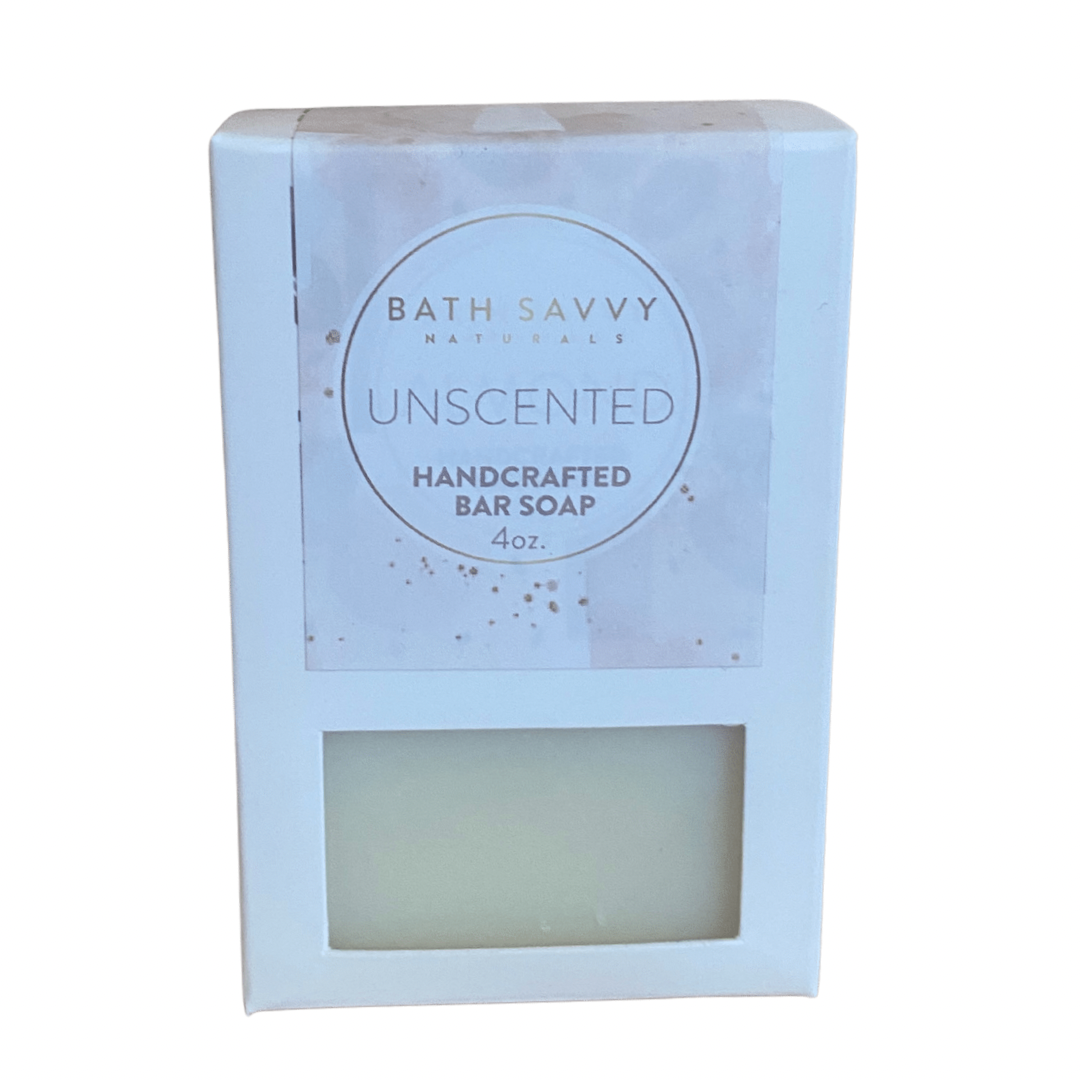 BATH SAVVY
NATURALS
UNSCENTED
HANDCRAFTED
BAR SOAP
4oz.